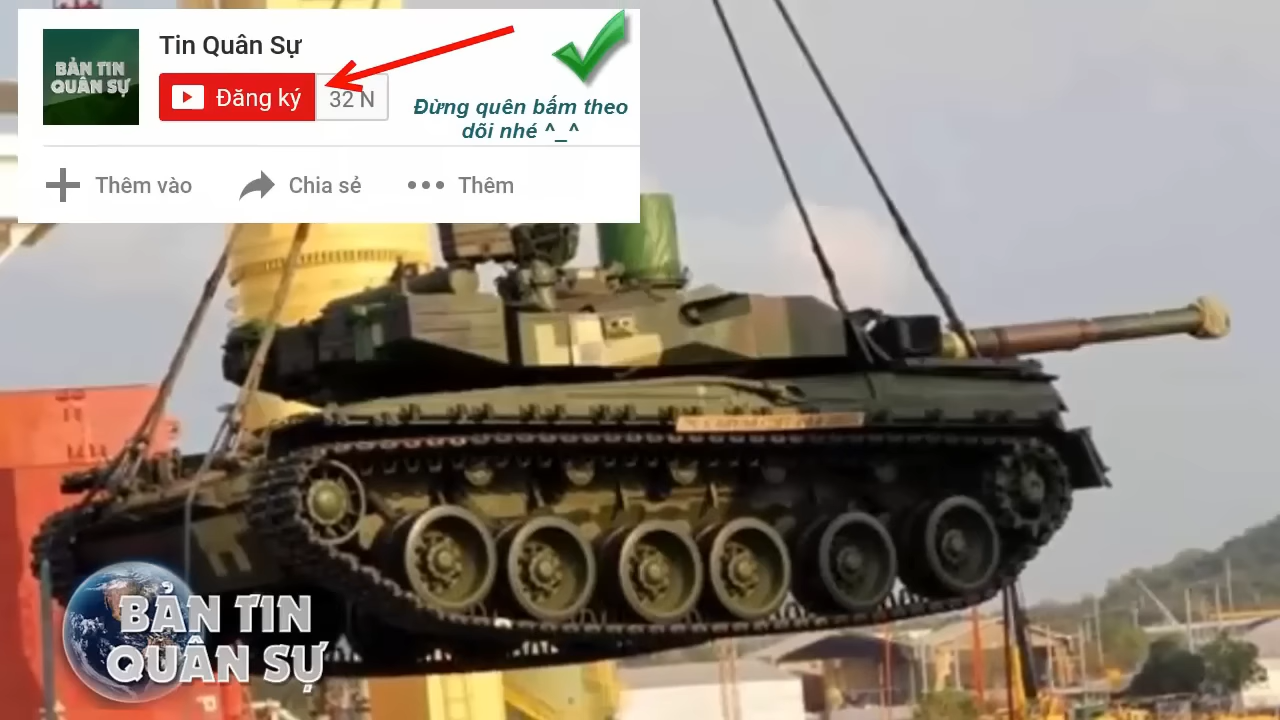 Tin Quân Sự
BẢN TIN
QUÂN SỰ
Đăng ký
32 N
Đừng quên bấm theo
dõi nhé ^_^
Thêm vào
Chia sẻ
Thêm
BẢN TIN
QUÂN SỰ